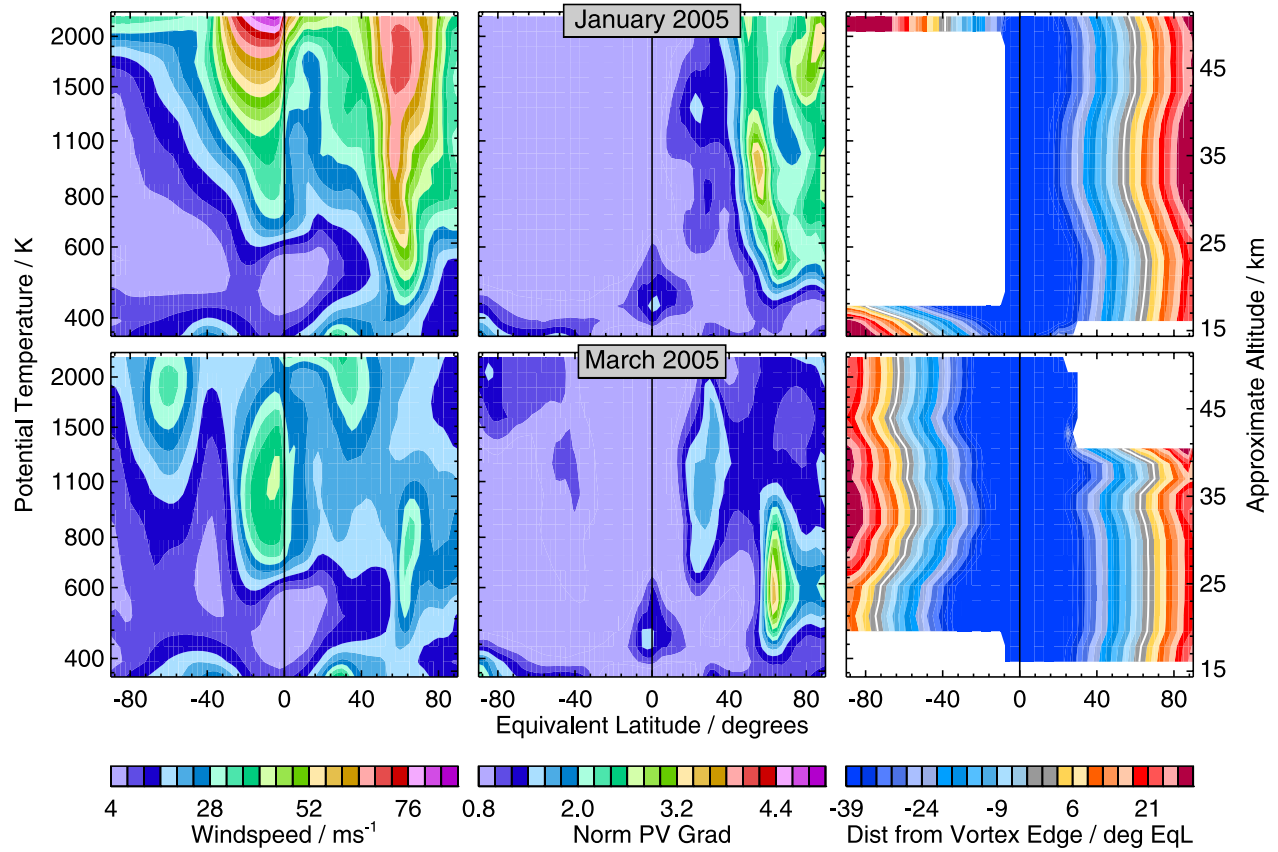 January 2005
2000
1500
1100
800
600
400
45
35
25
15
March 2005
2000
1500
1100
800
600
400
45
35
25
15
Potential Temperature / K
Approximate Altitude / km
-80 -40 0 40 80
-80 -40 0 40 80
-80 -40 0 40 80
Equivalent Latitude / degrees
4 28 52 76
Windspeed / ms⁻¹
0.8 2.0 3.2 4.4
Norm PV Grad
-39 -24 -9 6 21
Dist from Vortex Edge / deg EqL